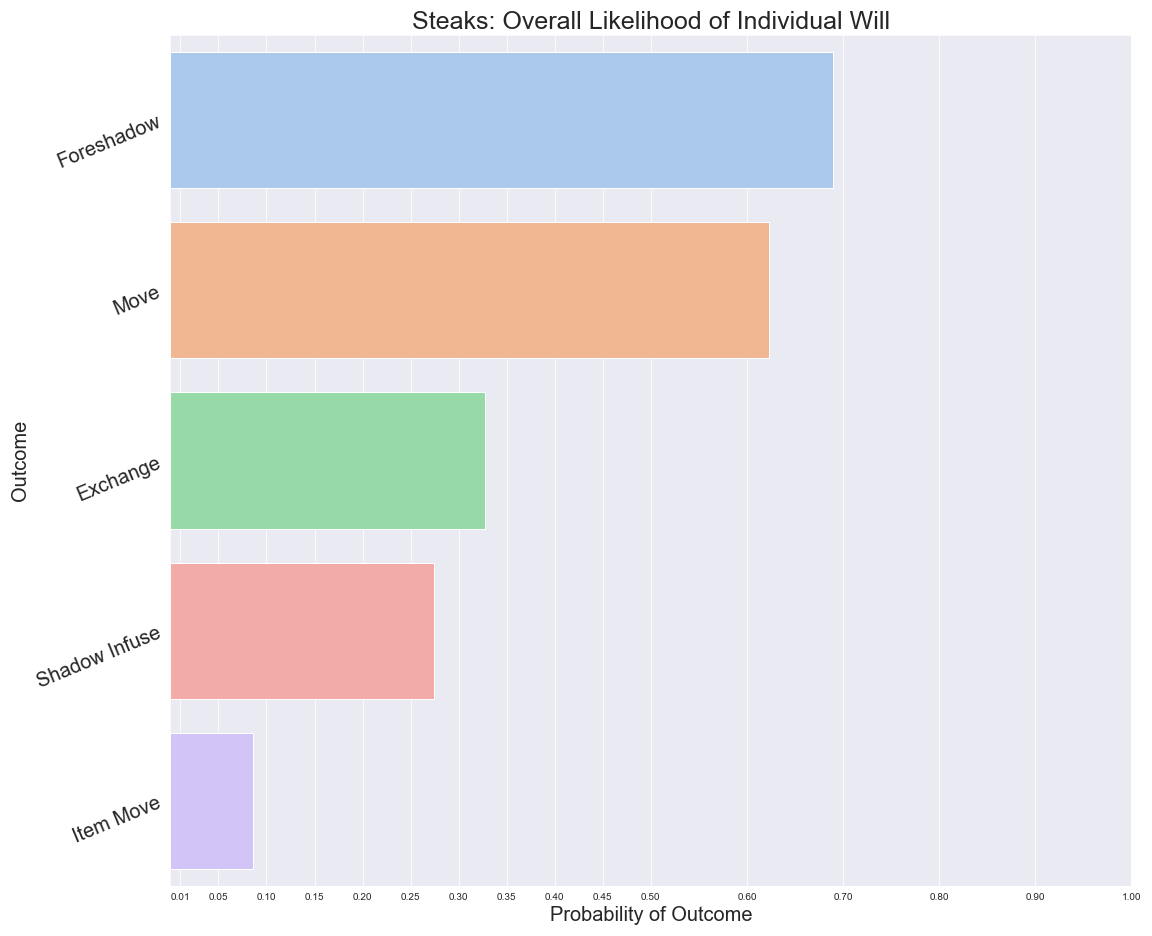 Steaks: Overall Likelihood of Individual Will
Foreshadow
Move
Exchange
Shadow Infuse
Item Move
Outcome
0.01 0.05 0.10 0.15 0.20 0.25 0.30 0.35 0.40 0.45 0.50 0.60 0.70 0.80 0.90 1.00
Probability of Outcome